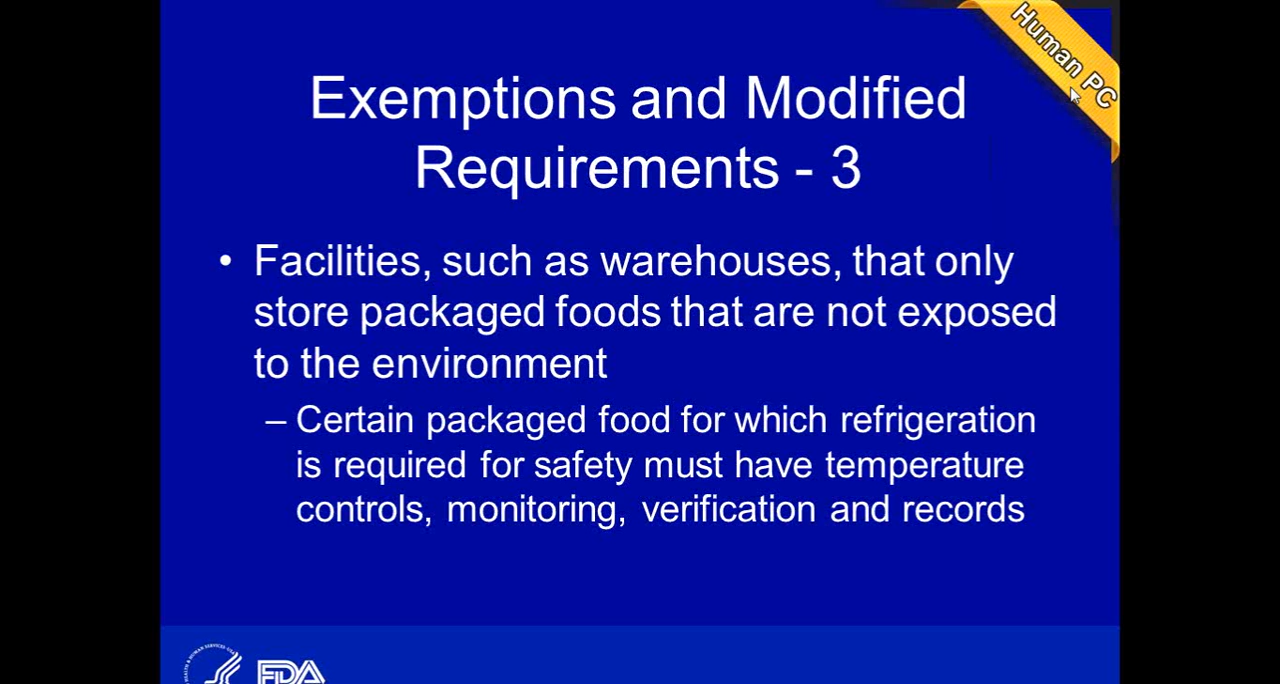 Human PC
Exemptions and Modified
Requirements - 3
• Facilities, such as warehouses, that only
store packaged foods that are not exposed
to the environment
– Certain packaged food for which refrigeration
is required for safety must have temperature
controls, monitoring, verification and records
FDA